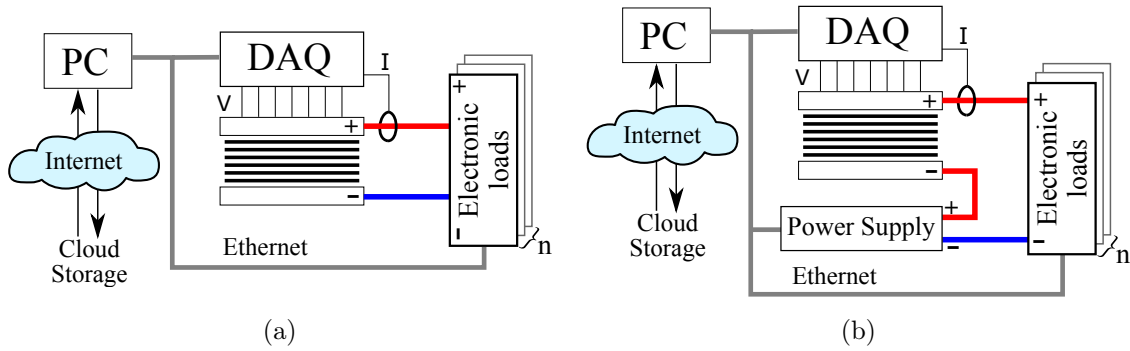 PC
DAQ
I
V
+
+
-
-
Internet
Electronic
loads
Cloud
Storage
Ethernet
n
(a)
PC
DAQ
I
V
+
+
-
+
-
-
Internet
Electronic
loads
Cloud
Storage
Power Supply
Ethernet
n
(b)